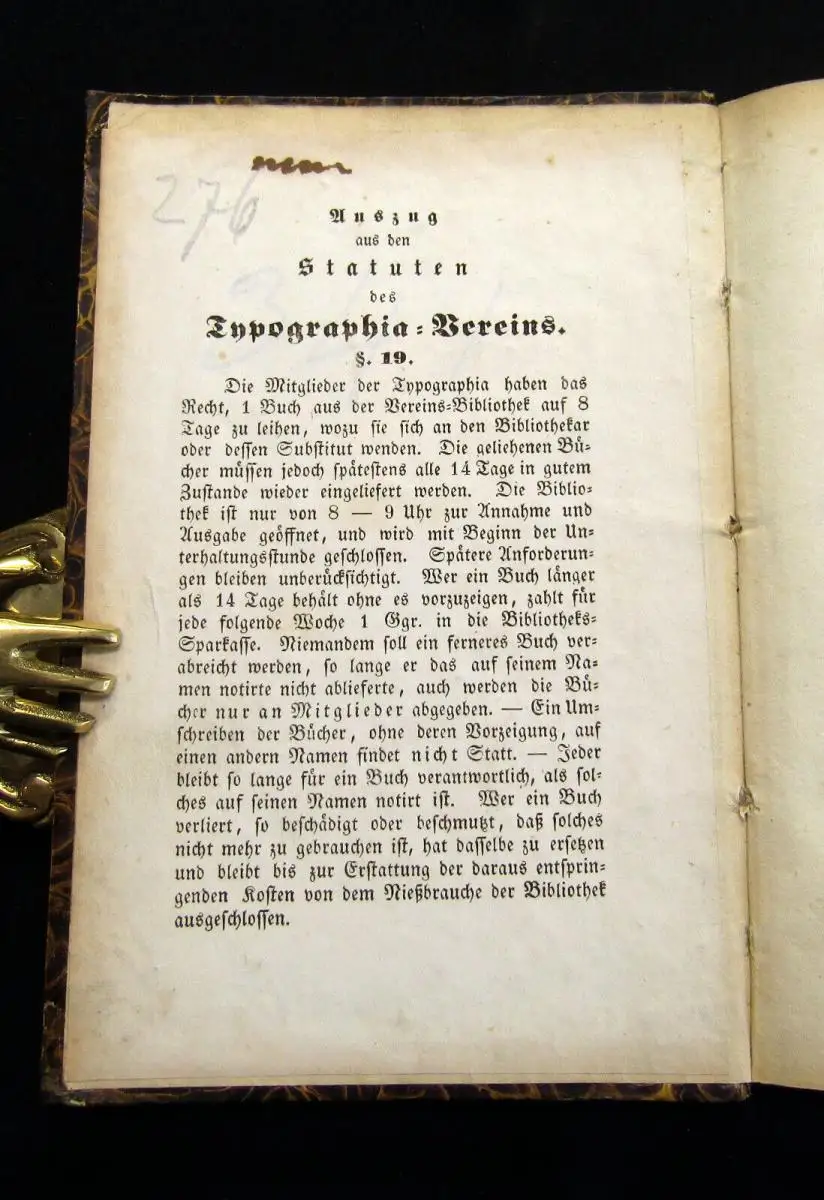 276
Auszug
aus den
Statuten
des
Typographia=Vereins.
§. 19.
Die Mitglieder der Typographia haben das
Recht, 1 Buch aus der Vereins=Bibliothek auf 8
Tage zu leihen, wozu sie sich an den Bibliothekar
oder dessen Substitut wenden. Die geliehenen Bü=
cher müssen jedoch spätestens alle 14 Tage in gutem
Zustande wieder eingeliefert werden. Die Biblio=
thek ist nur von 8 — 9 Uhr zur Annahme und
Ausgabe geöffnet, und wird mit Beginn der Un=
terhaltungsstunde geschlossen. Spätere Anforderun=
gen bleiben unberücksichtigt. Wer ein Buch länger
als 14 Tage behält ohne es vorzuzeigen, zahlt für
jede folgende Woche 1 Ggr. in die Bibliotheks=
Sparkasse. Niemandem soll ein ferneres Buch ver=
abreicht werden, so lange er das auf seinem Na=
men notirte nicht ablieferte, auch werden die Bü=
cher nur an Mitglieder abgegeben. — Ein Um=
schreiben der Bücher, ohne deren Vorzeigung, auf
einen andern Namen findet nicht Statt. — Jeder
bleibt so lange für ein Buch verantwortlich, als sol=
ches auf seinen Namen notirt ist. Wer ein Buch
verliert, so beschädigt oder beschmutzt, daß solches
nicht mehr zu gebrauchen ist, hat dasselbe zu ersetzen
und bleibt bis zur Erstattung der daraus entsprin=
genden Kosten von dem Nießbrauche der Bibliothek
ausgeschlossen.